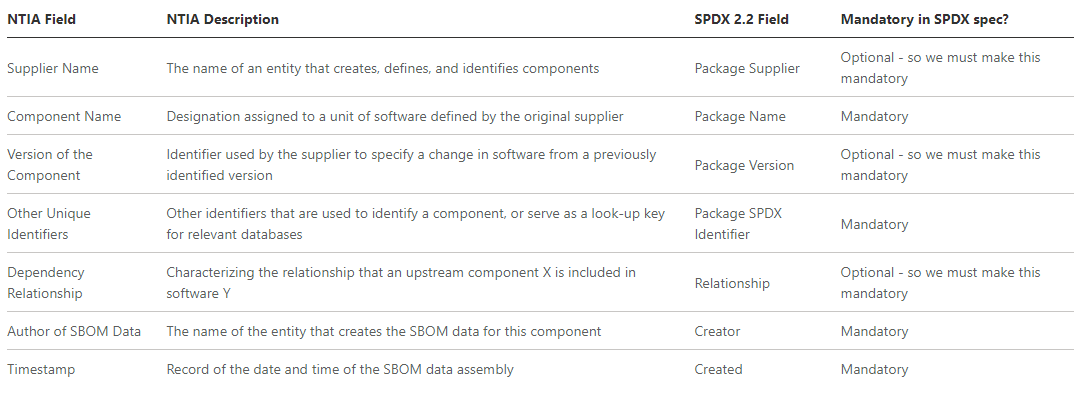 NTIA Field NTIA Description SPDX 2.2 Field Mandatory in SPDX spec?
Supplier Name The name of an entity that creates, defines, and identifies components Package Supplier Optional - so we must make this
mandatory
Component Name Designation assigned to a unit of software defined by the original supplier Package Name Mandatory
Version of the
Component Identifier used by the supplier to specify a change in software from a previously
identified version Package Version Optional - so we must make this
mandatory
Other Unique
Identifiers Other identifiers that are used to identify a component, or serve as a look-up key
for relevant databases Package SPDX
Identifier Mandatory
Dependency
Relationship Characterizing the relationship that an upstream component X is included in
software Y Relationship Optional - so we must make this
mandatory
Author of SBOM Data The name of the entity that creates the SBOM data for this component Creator Mandatory
Timestamp Record of the date and time of the SBOM data assembly Created Mandatory